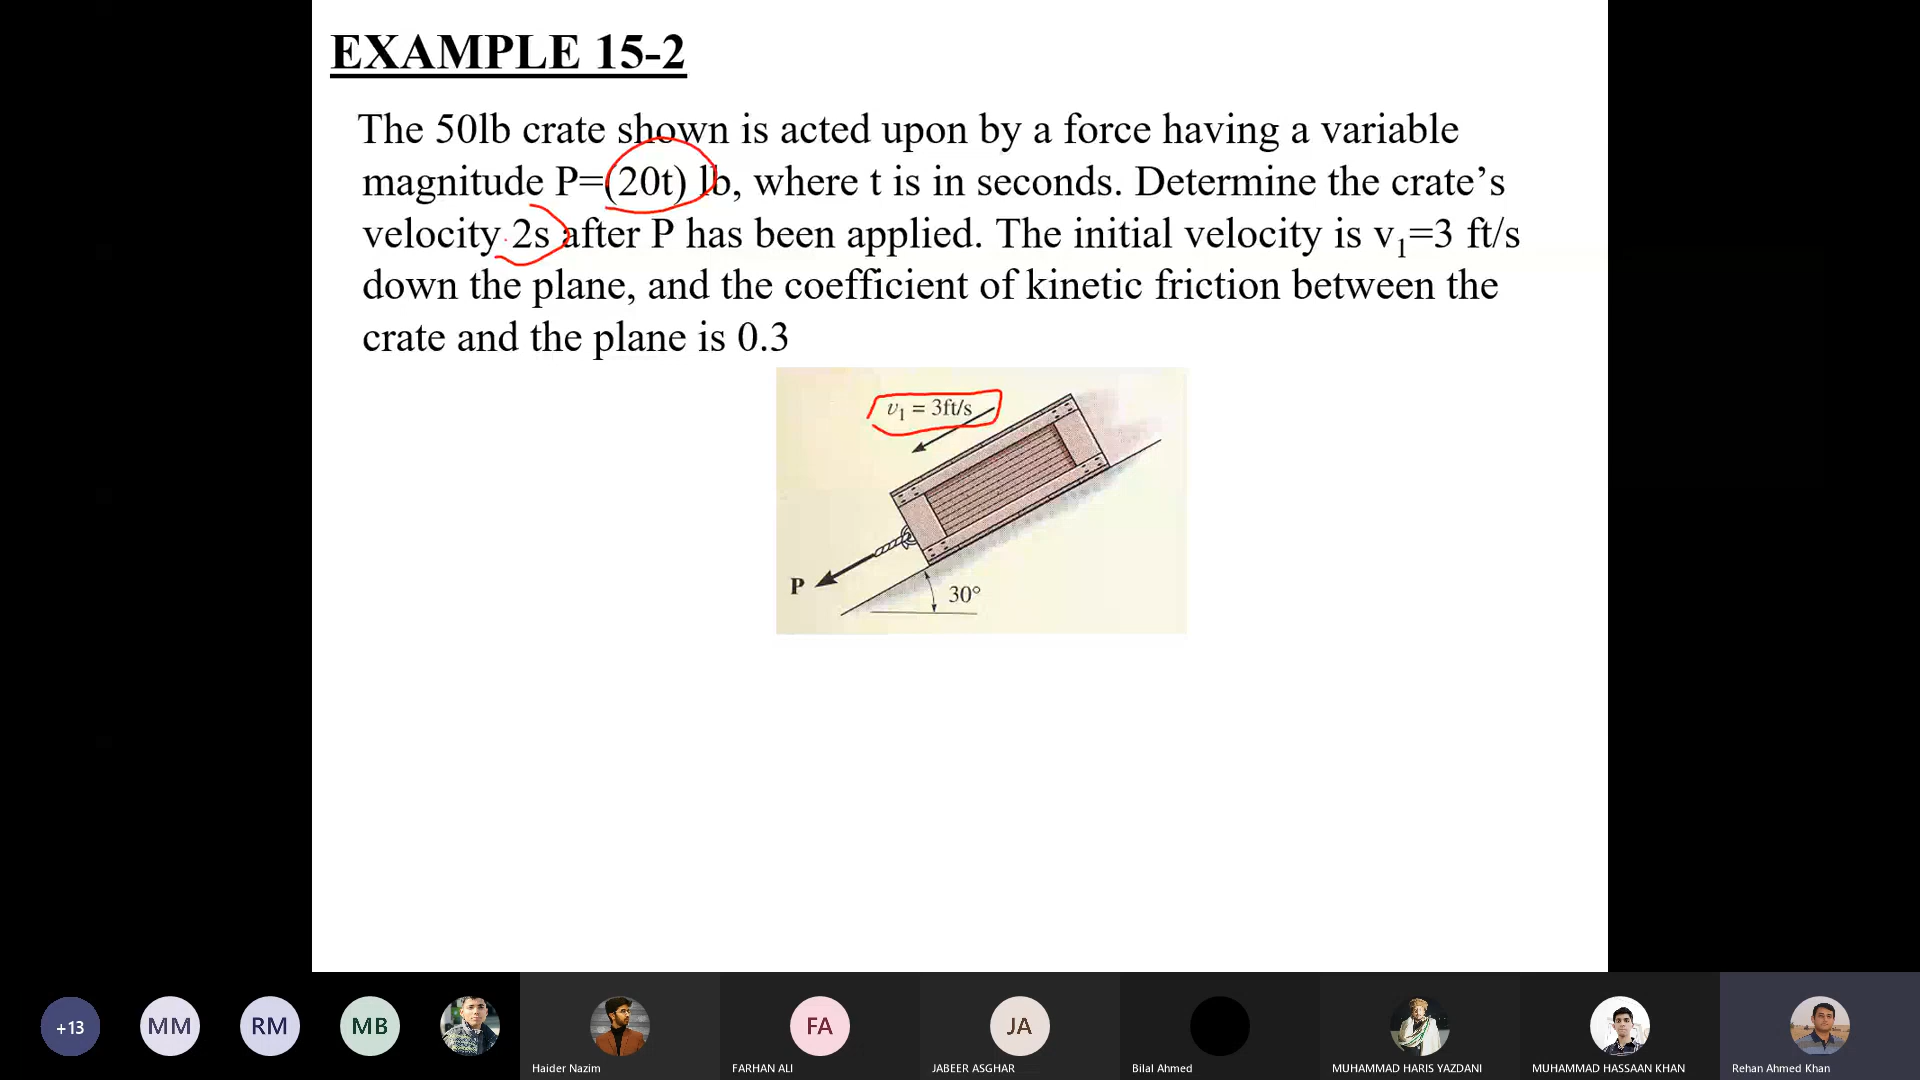 EXAMPLE 15-2
The 50lb crate shown is acted upon by a force having a variable
magnitude P=(20t) lb, where t is in seconds. Determine the crate’s
velocity 2s after P has been applied. The initial velocity is v₁=3 ft/s
down the plane, and the coefficient of kinetic friction between the
crate and the plane is 0.3
v₁ = 3ft/s
P
30°
+13
MM
RM
MB
FA
JA
Haider Nazim
FARHAN ALI
JABEER ASGHAR
Bilal Ahmed
MUHAMMAD HARIS YAZDANI
MUHAMMAD HASSAAN KHAN
Rehan Ahmed Khan